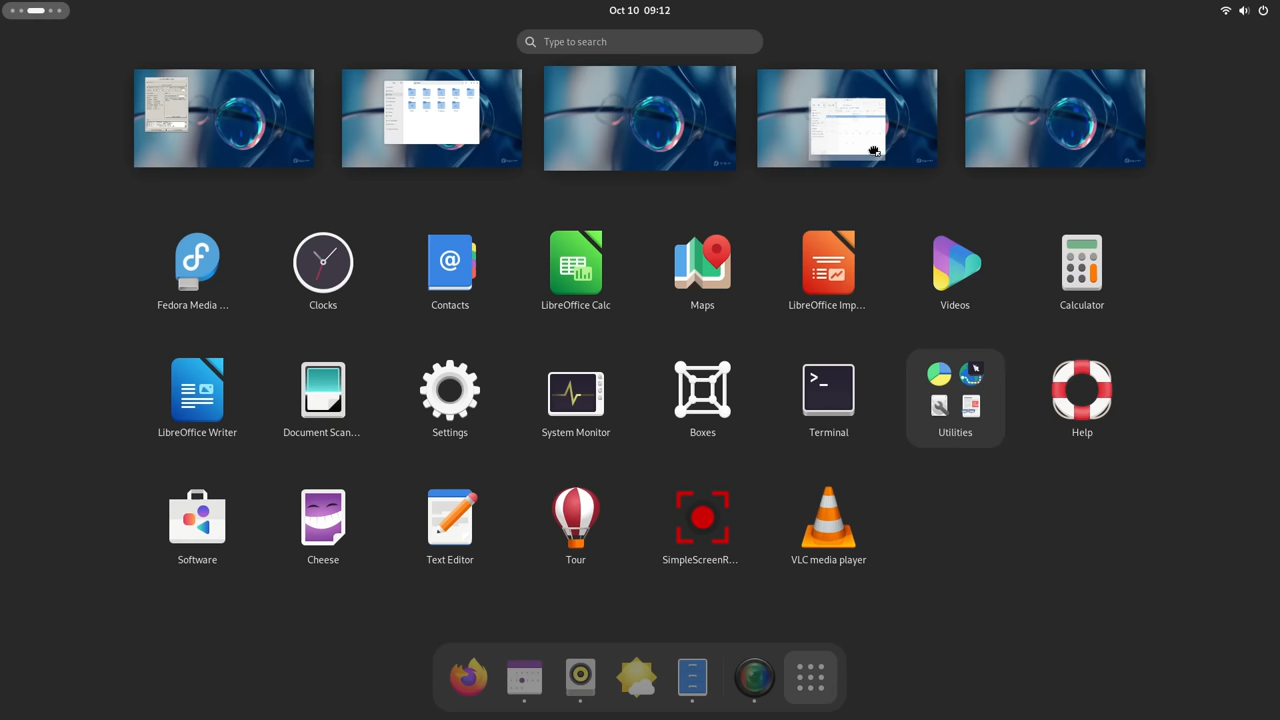 Oct 10 09:12
Type to search
Fedora Media ...
Clocks
Contacts
LibreOffice Calc
Maps
LibreOffice Imp...
Videos
Calculator
LibreOffice Writer
Document Scan...
Settings
System Monitor
Boxes
Terminal
Utilities
Help
Software
Cheese
Text Editor
Tour
SimpleScreenR...
VLC media player